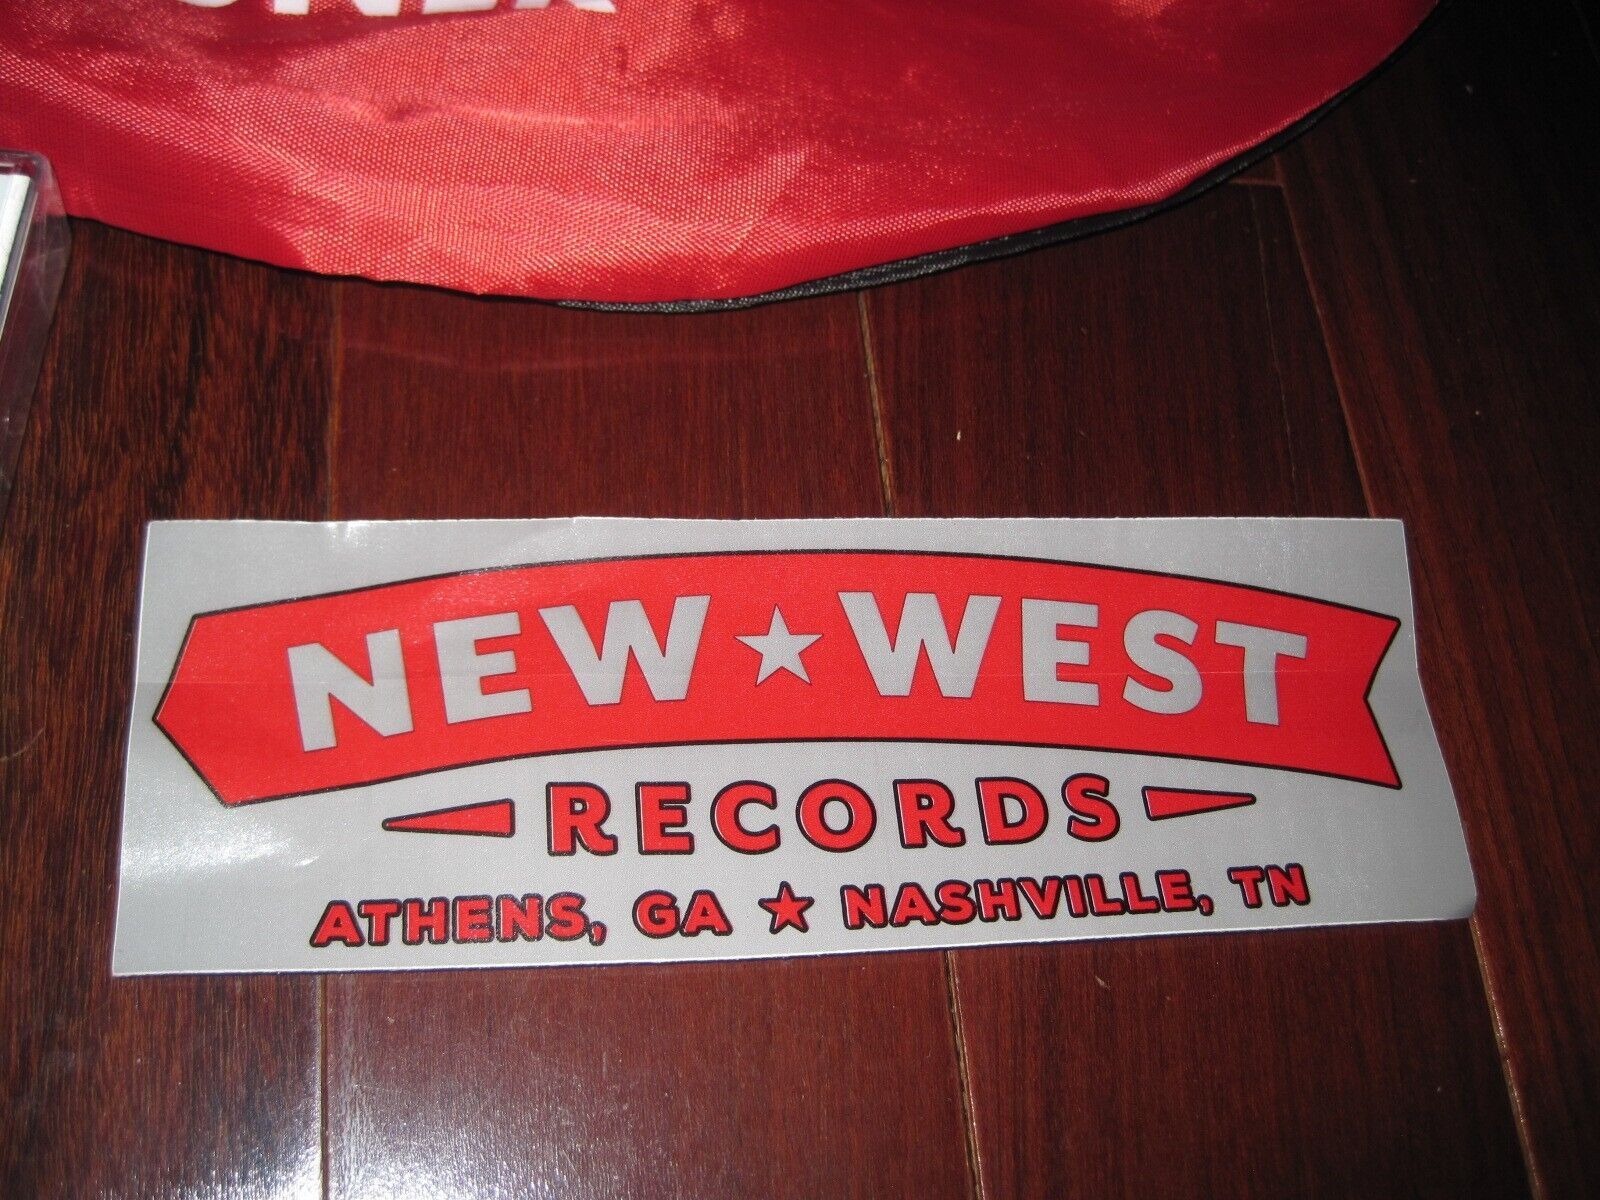 NEW★WEST
RECORDS
ATHENS, GA ★ NASHVILLE, TN